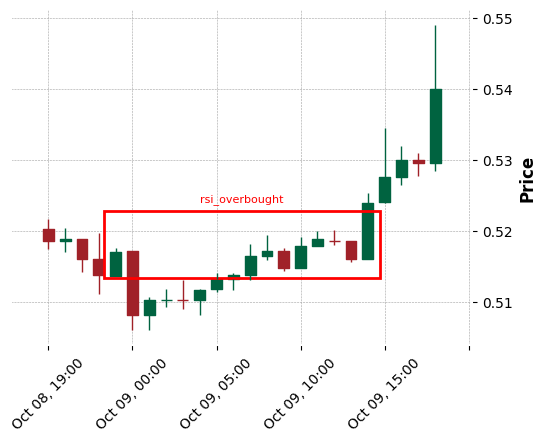 0.55
0.54
0.53
0.52
0.51
Price
rsi_overbought
Oct 08, 19:00
Oct 09, 00:00
Oct 09, 05:00
Oct 09, 10:00
Oct 09, 15:00